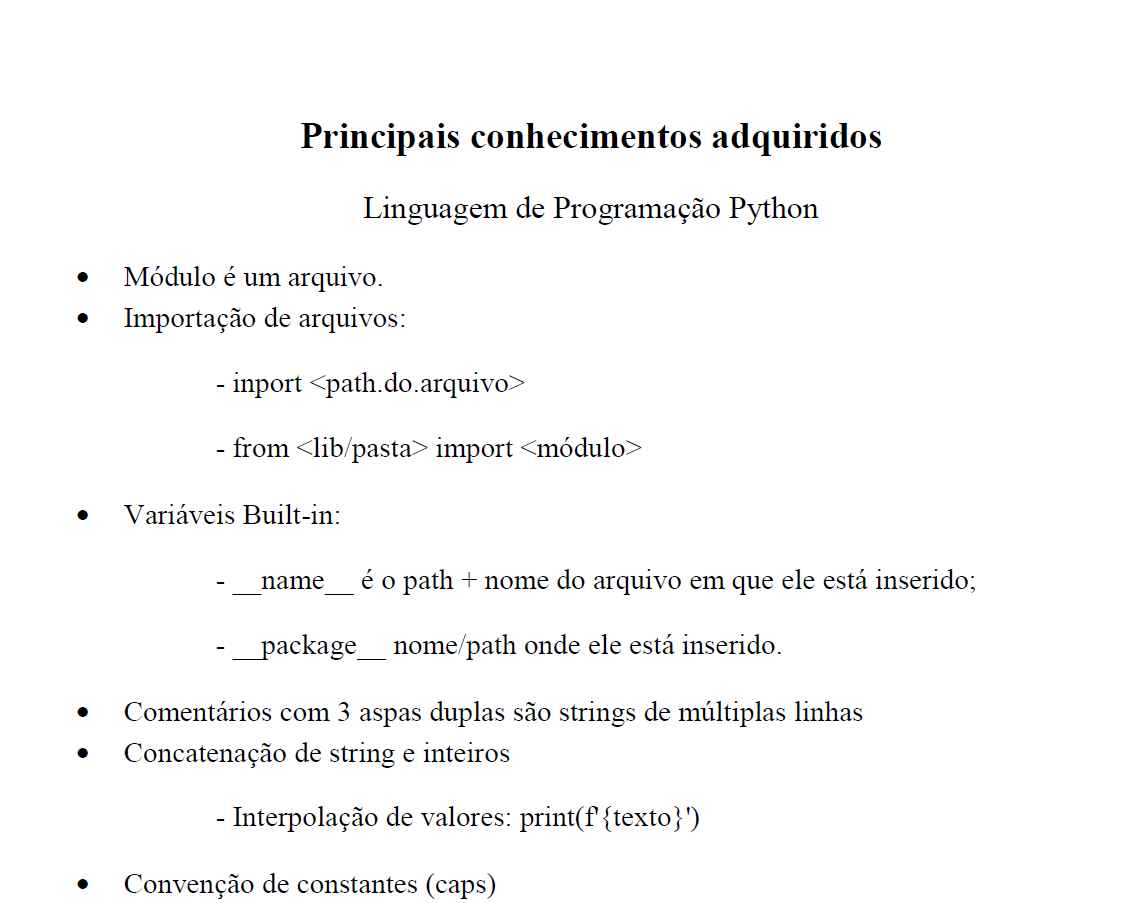 Principais conhecimentos adquiridos
Linguagem de Programação Python
• Módulo é um arquivo.
• Importação de arquivos:
- inport <path.do.arquivo>
- from <lib/pasta> import <módulo>
• Variáveis Built-in:
- __name__ é o path + nome do arquivo em que ele está inserido;
- __package__ nome/path onde ele está inserido.
• Comentários com 3 aspas duplas são strings de múltiplas linhas
• Concatenação de string e inteiros
- Interpolação de valores: print(f'{texto}')
• Convenção de constantes (caps)